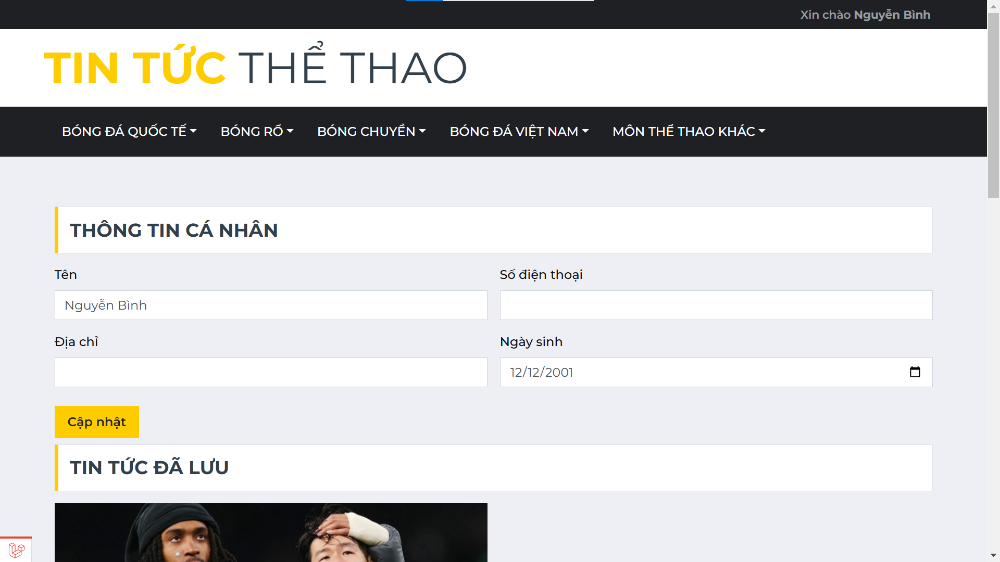 Xin chào Nguyễn Bình
TIN TỨC THỂ THAO
BÓNG ĐÁ QUỐC TẾ BÓNG RỔ BÓNG CHUYỀN BÓNG ĐÁ VIỆT NAM MÔN THỂ THAO KHÁC
THÔNG TIN CÁ NHÂN
Tên
Nguyễn Bình
Số điện thoại
Địa chỉ
Ngày sinh
12/12/2001
Cập nhật
TIN TỨC ĐÃ LƯU